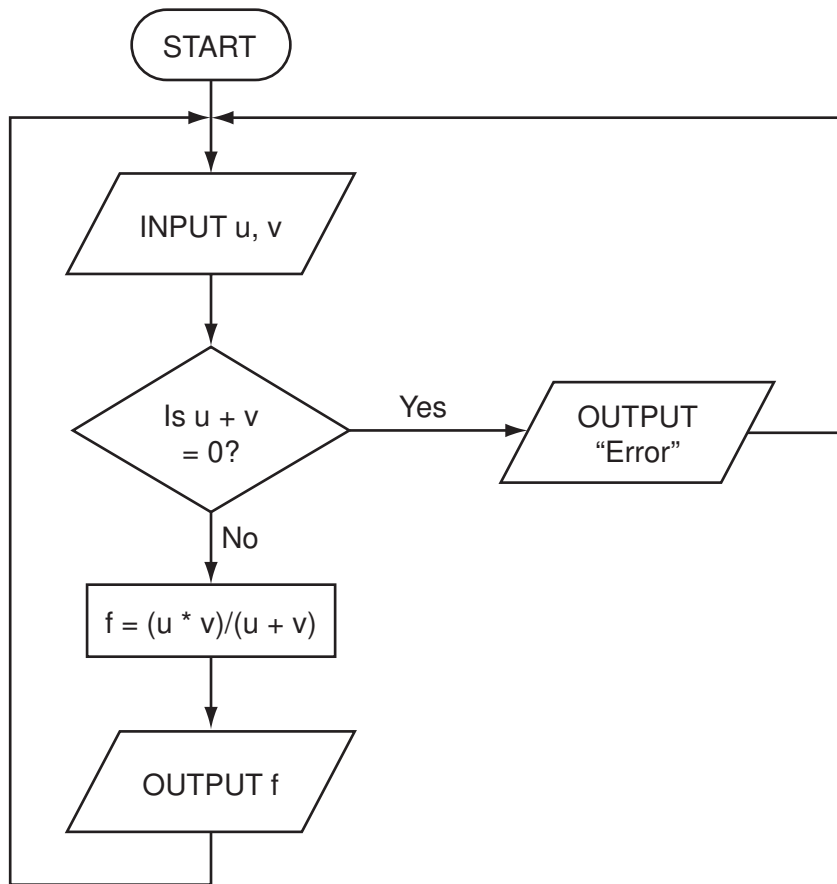 START
INPUT u, v
Is u + v
= 0?
Yes
OUTPUT
“Error”
No
f = (u * v)/(u + v)
OUTPUT f